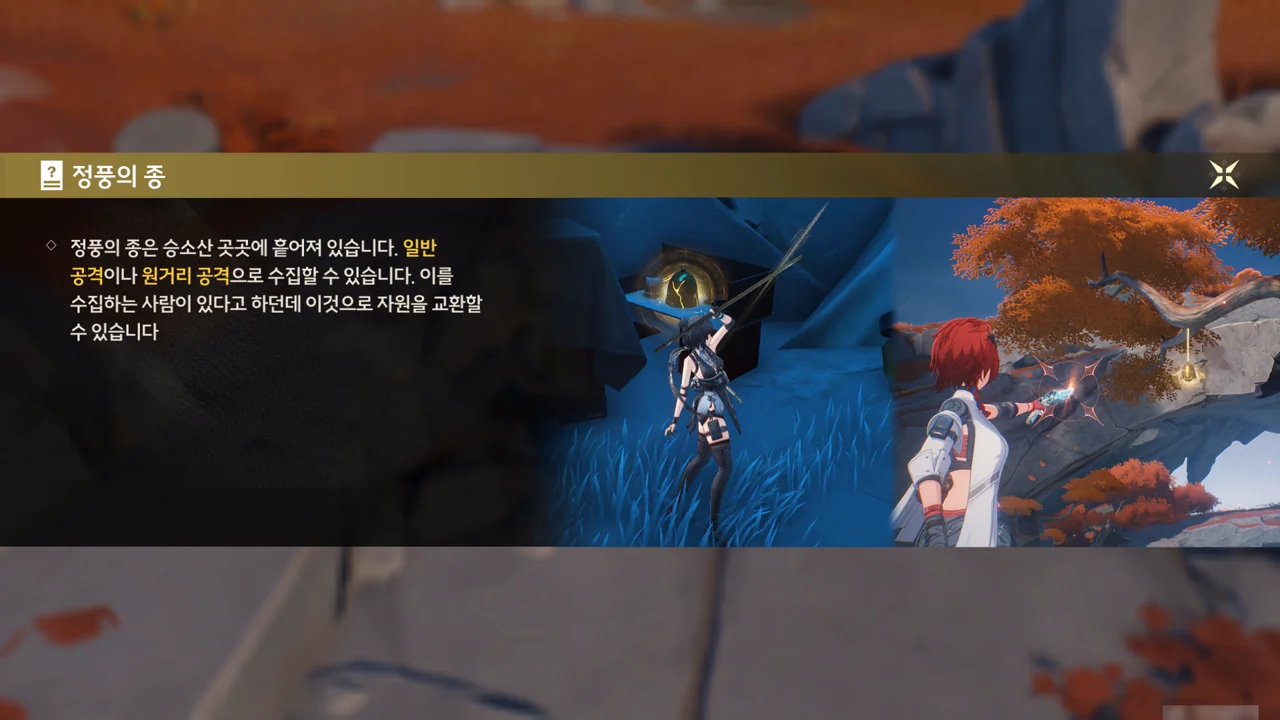 정풍의 종
정풍의 종은 승소산 곳곳에 흩어져 있습니다. 일반
공격이나 원거리 공격으로 수집할 수 있습니다. 이를
수집하는 사람이 있다고 하던데 이것으로 자원을 교환할
수 있습니다